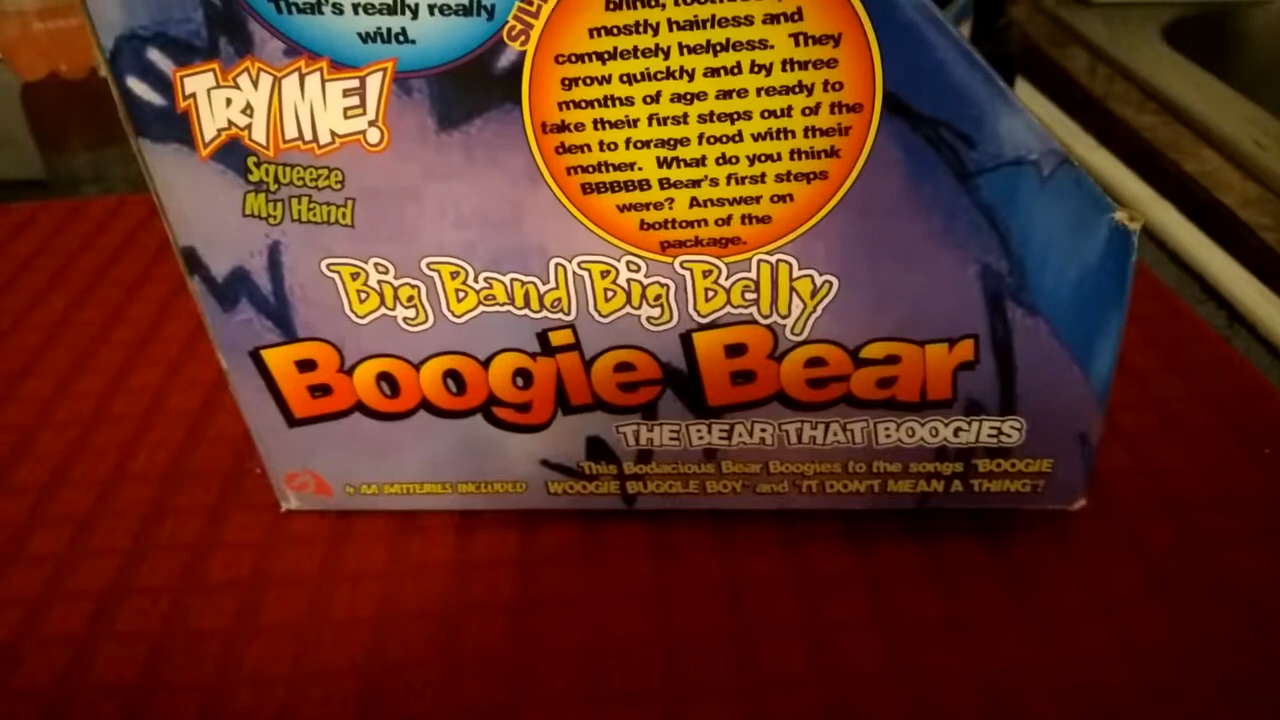 That's really really
wild.
TRY ME!
Squeeze
My Hand
blind,
mostly hairless and
completely helpless. They
grow quickly and by three
months of age are ready to
take their first steps out of the
den to forage food with their
mother. What do you think
BBBBB Bear's first steps
were? Answer on
bottom of the
package.
Big Band Big Belly
Boogie Bear
THE BEAR THAT BOOGIES
This Bodacious Bear Boogies to the songs "BOOGIE
4 AA BATTERIES INCLUDED WOOGIE BUGGLE BOY" and "IT DON'T MEAN A THING"!